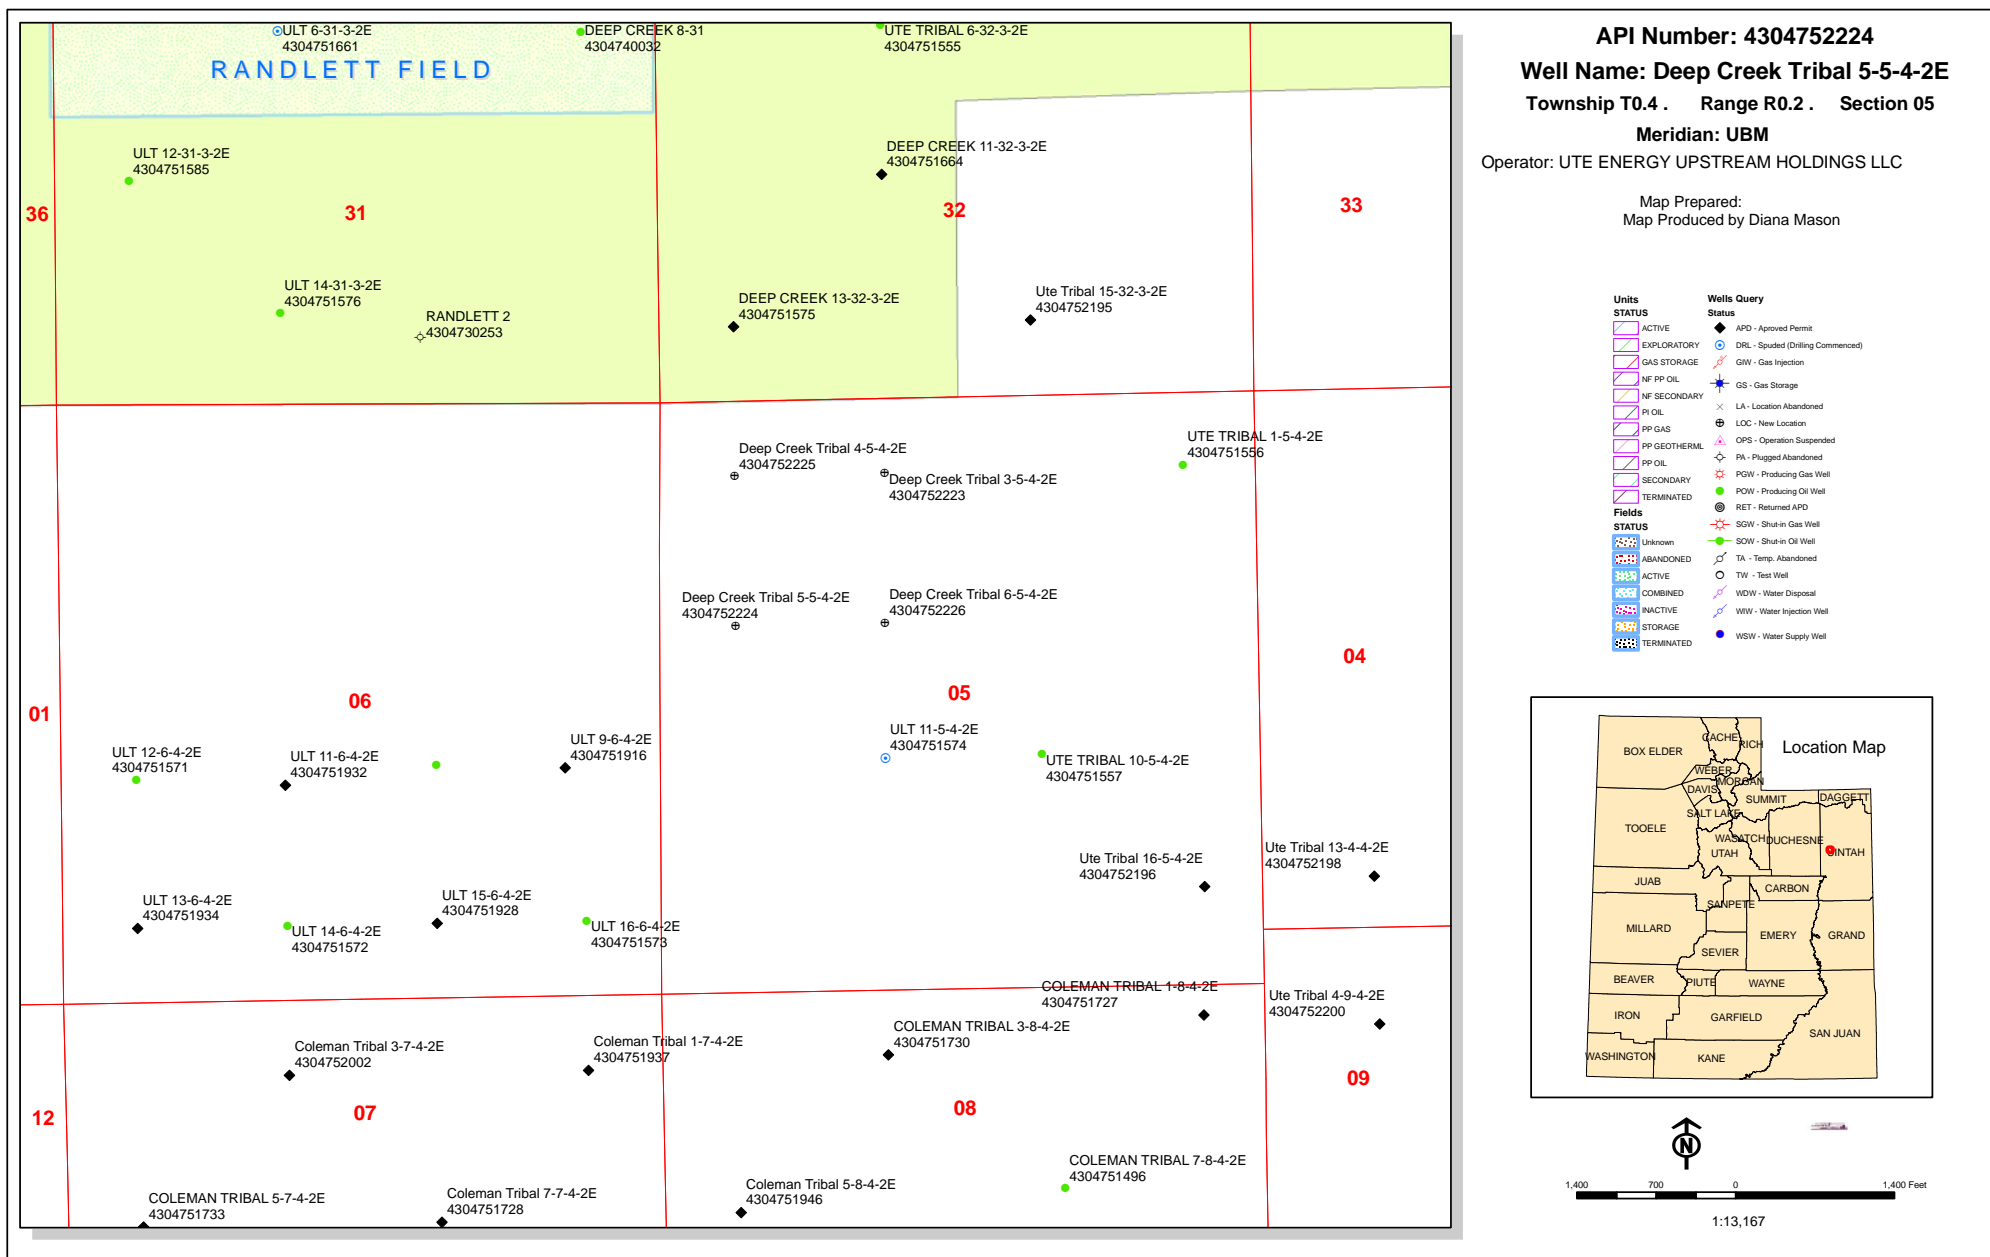 API Number: 4304752224
Well Name: Deep Creek Tribal 5-5-4-2E
Township T0.4 . Range R0.2 . Section 05
Meridian: UBM
Operator: UTE ENERGY UPSTREAM HOLDINGS LLC
Map Prepared:
Map Produced by Diana Mason
ULT 6-31-3-2E
4304751661
DEEP CREEK 8-31
4304740032
UTE TRIBAL 6-32-3-2E
4304751555
RANDLETT FIELD
ULT 12-31-3-2E
4304751585
DEEP CREEK 11-32-3-2E
4304751664
36
31
32
33
ULT 14-31-3-2E
4304751576
RANDLETT 2
4304730253
DEEP CREEK 13-32-3-2E
4304751575
Ute Tribal 15-32-3-2E
4304752195
Deep Creek Tribal 4-5-4-2E
4304752225
Deep Creek Tribal 3-5-4-2E
4304752223
UTE TRIBAL 1-5-4-2E
4304751556
Deep Creek Tribal 5-5-4-2E
4304752224
Deep Creek Tribal 6-5-4-2E
4304752226
01
06
05
04
ULT 12-6-4-2E
4304751571
ULT 11-6-4-2E
4304751932
ULT 9-6-4-2E
4304751916
ULT 11-5-4-2E
4304751574
UTE TRIBAL 10-5-4-2E
4304751557
Ute Tribal 16-5-4-2E
4304752196
Ute Tribal 13-4-4-2E
4304752198
ULT 13-6-4-2E
4304751934
ULT 14-6-4-2E
4304751572
ULT 15-6-4-2E
4304751928
ULT 16-6-4-2E
4304751573
COLEMAN TRIBAL 1-8-4-2E
4304751727
Ute Tribal 4-9-4-2E
4304752200
Coleman Tribal 3-7-4-2E
4304752002
Coleman Tribal 1-7-4-2E
4304751937
COLEMAN TRIBAL 3-8-4-2E
4304751730
12
07
08
09
COLEMAN TRIBAL 5-7-4-2E
4304751733
Coleman Tribal 7-7-4-2E
4304751728
Coleman Tribal 5-8-4-2E
4304751946
COLEMAN TRIBAL 7-8-4-2E
4304751496
Units
STATUS
ACTIVE
EXPLORATORY
GAS STORAGE
NF PP OIL
NF SECONDARY
PI OIL
PP GAS
PP GEOTHERML
PP OIL
SECONDARY
TERMINATED
Fields
STATUS
Unknown
ABANDONED
ACTIVE
COMBINED
INACTIVE
STORAGE
TERMINATED
Wells Query
Status
APD - Aproved Permit
DRL - Spuded (Drilling Commenced)
GIW - Gas Injection
GS - Gas Storage
LA - Location Abandoned
LOC - New Location
OPS - Operation Suspended
PA - Plugged Abandoned
PGW - Producing Gas Well
POW - Producing Oil Well
RET - Returned APD
SGW - Shut-in Gas Well
SOW - Shut-in Oil Well
TA - Temp. Abandoned
TW - Test Well
WDW - Water Disposal
WIW - Water Injection Well
WSW - Water Supply Well
Location Map
BOX ELDER
CACHE
RICH
WEBER
MORGAN
DAVIS
SUMMIT
DAGGETT
SALT LAKE
TOOELE
WASATCH
DUCHESNE
UTAH
UINTAH
JUAB
CARBON
SANPETE
MILLARD
EMERY
GRAND
SEVIER
BEAVER
PIUTE
WAYNE
IRON
GARFIELD
SAN JUAN
WASHINGTON
KANE
N
1,400 700 0 1,400 Feet
1:13,167